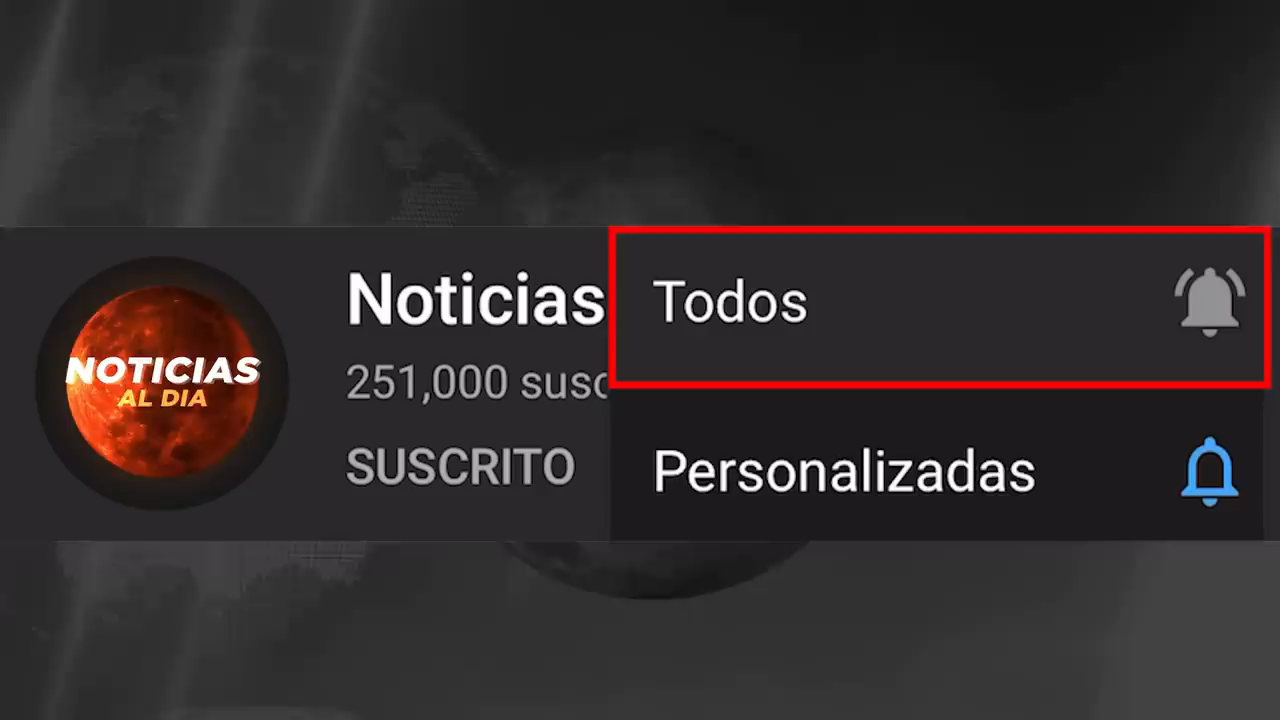 NOTICIAS
AL DIA
Noticias
251,000 susc
SUSCRITO
Todos
Personalizadas